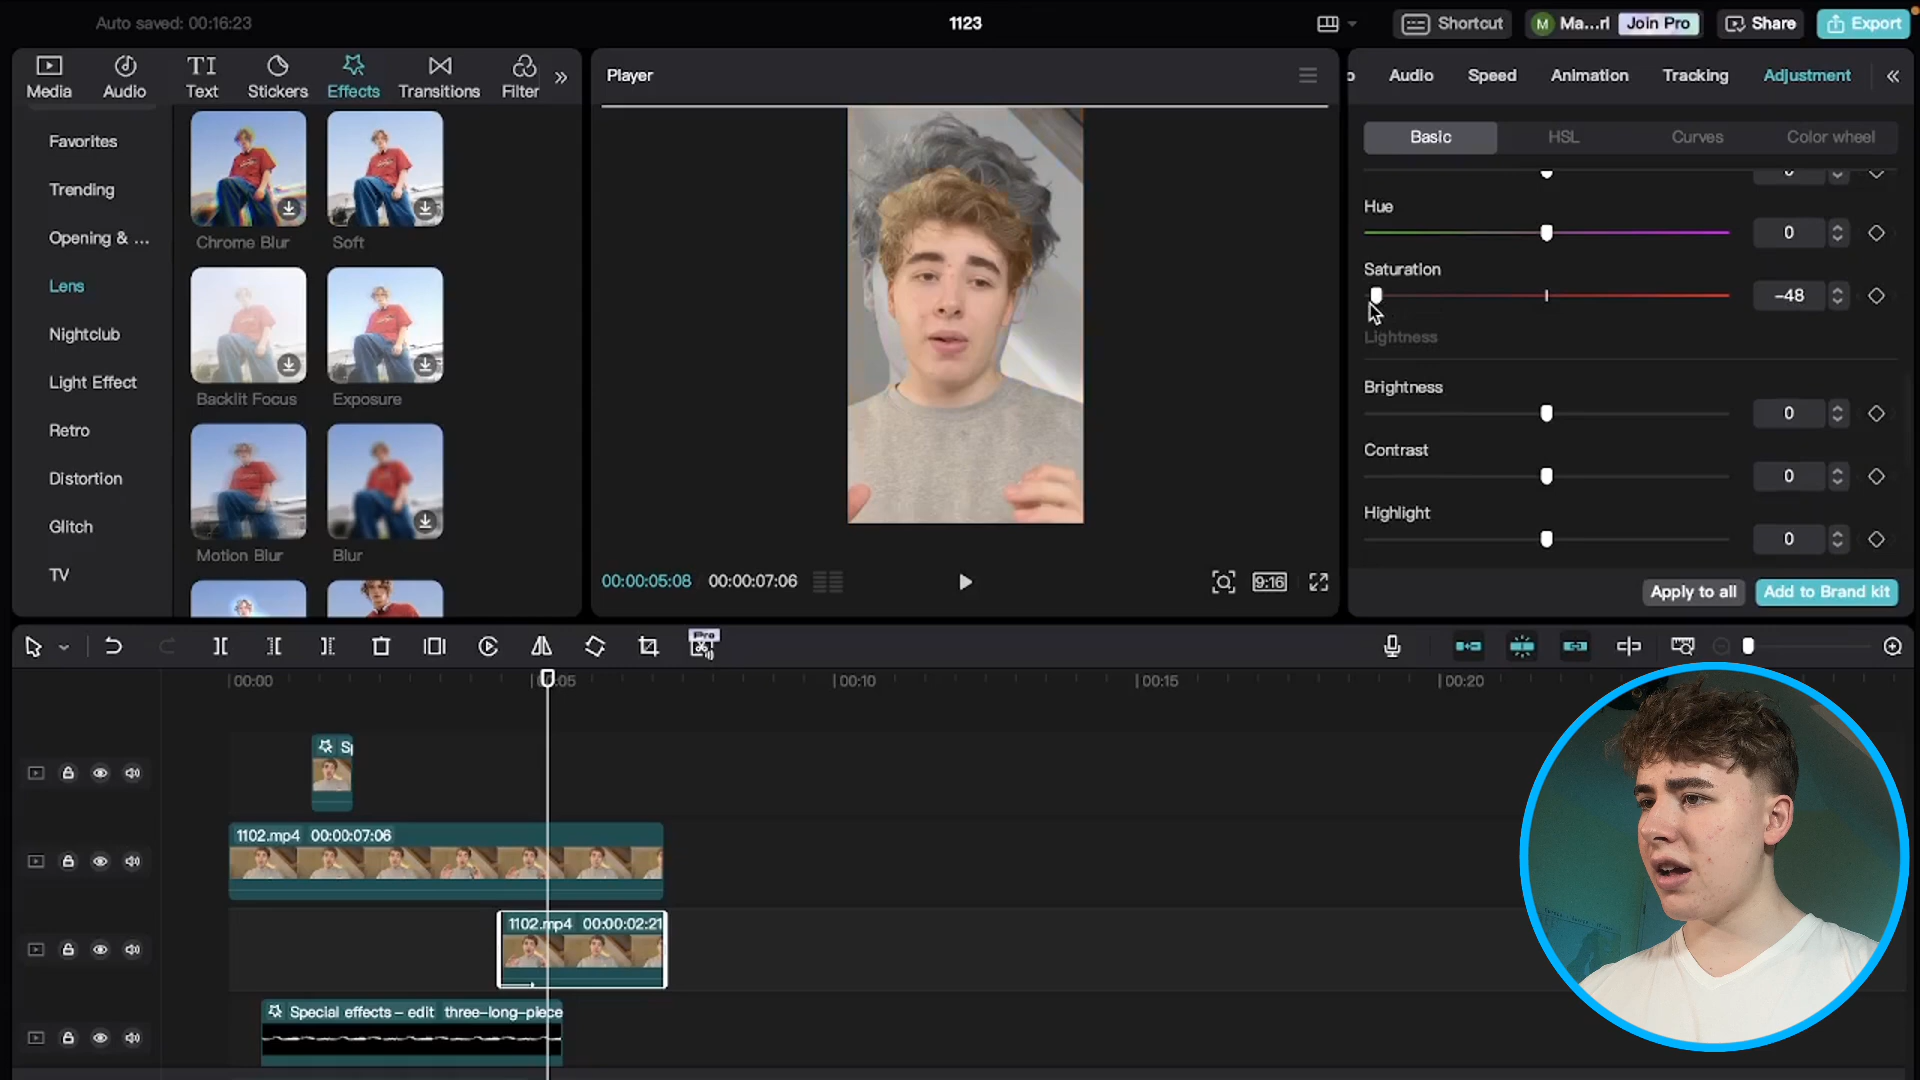 Auto saved: 00:16:23
1123
Shortcut
M
Ma...rl
Join Pro
Share
Export
Media
Audio
TI
Text
Stickers
Effects
Transitions
Filter
Favorites
Trending
Opening & ...
Lens
Nightclub
Light Effect
Retro
Distortion
Glitch
TV
Chrome Blur
Soft
Backlit Focus
Exposure
Motion Blur
Blur
Player
00:00:05:08
00:00:07:06
9:16
Audio
Speed
Animation
Tracking
Adjustment
Basic
HSL
Curves
Color wheel
Hue
0
Saturation
-48
Lightness
Brightness
0
Contrast
0
Highlight
0
Apply to all
Add to Brand kit
Pro
00:00
00:05
00:10
00:15
00:20
Sp
1102.mp4 00:00:07:06
1102.mp4 00:00:02:21
Special effects - edit three-long-piece